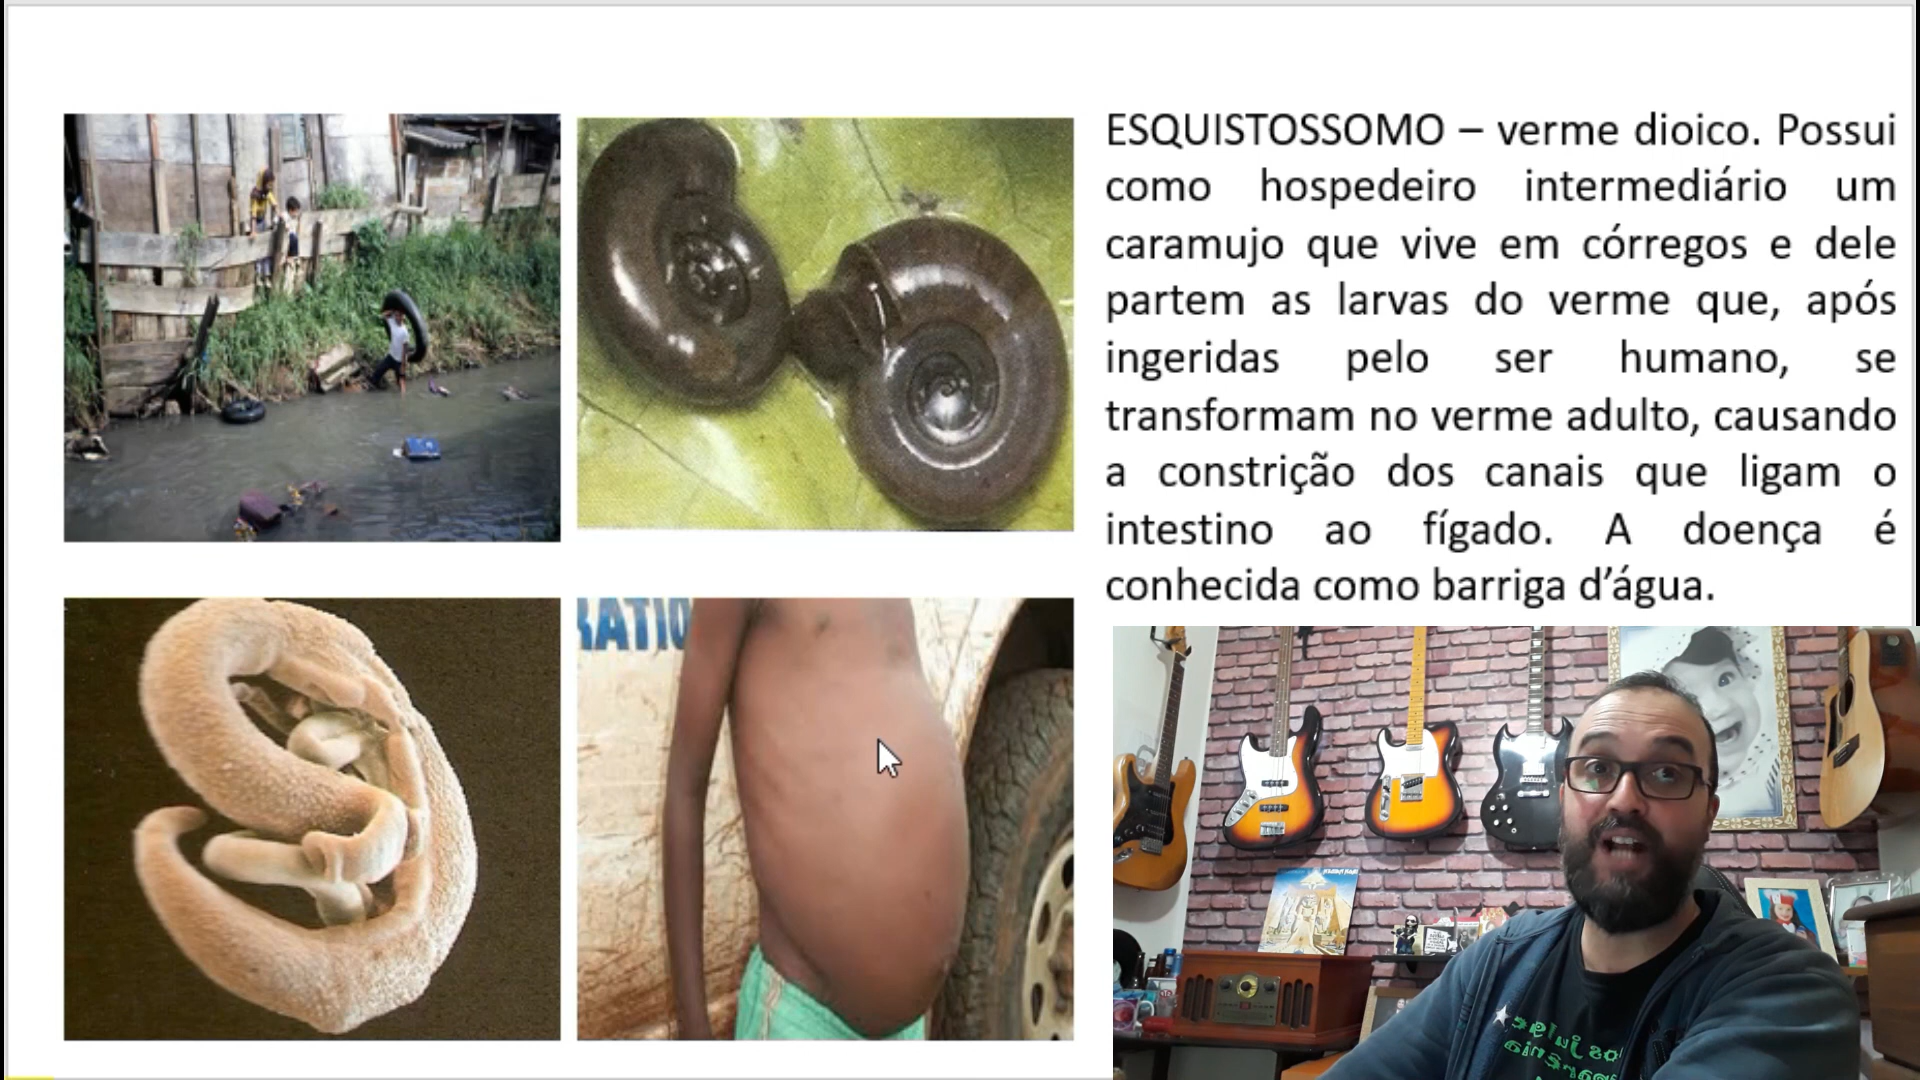 ESQUISTOSSOMO – verme dioico. Possui
como hospedeiro intermediário um
caramujo que vive em córregos e dele
partem as larvas do verme que, após
ingeridas pelo ser humano, se
transformam no verme adulto, causando
a constrição dos canais que ligam o
intestino ao fígado. A doença é
conhecida como barriga d’água.